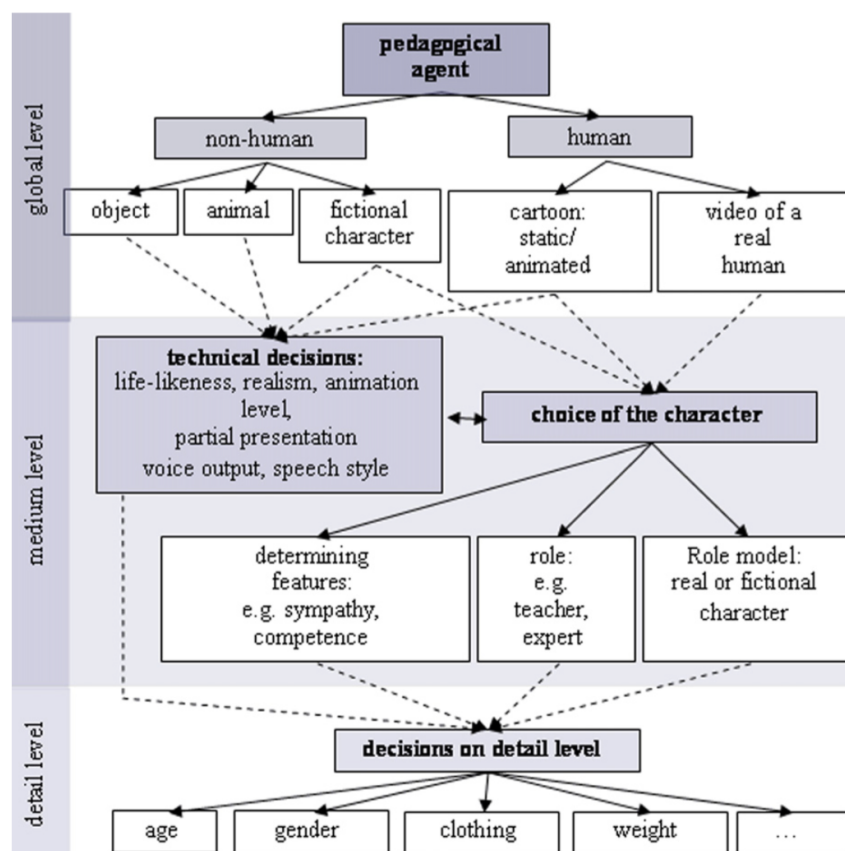 pedagogical
agent
global level
non-human
human
object
animal
fictional
character
cartoon:
static/
animated
video of a
real
human
medium level
technical decisions:
life-likeness, realism, animation
level,
partial presentation
voice output, speech style
choice of the character
determining
features:
e.g. sympathy,
competence
role:
e.g.
teacher,
expert
Role model:
real or fictional
character
detail level
decisions on detail level
age
gender
clothing
weight
...